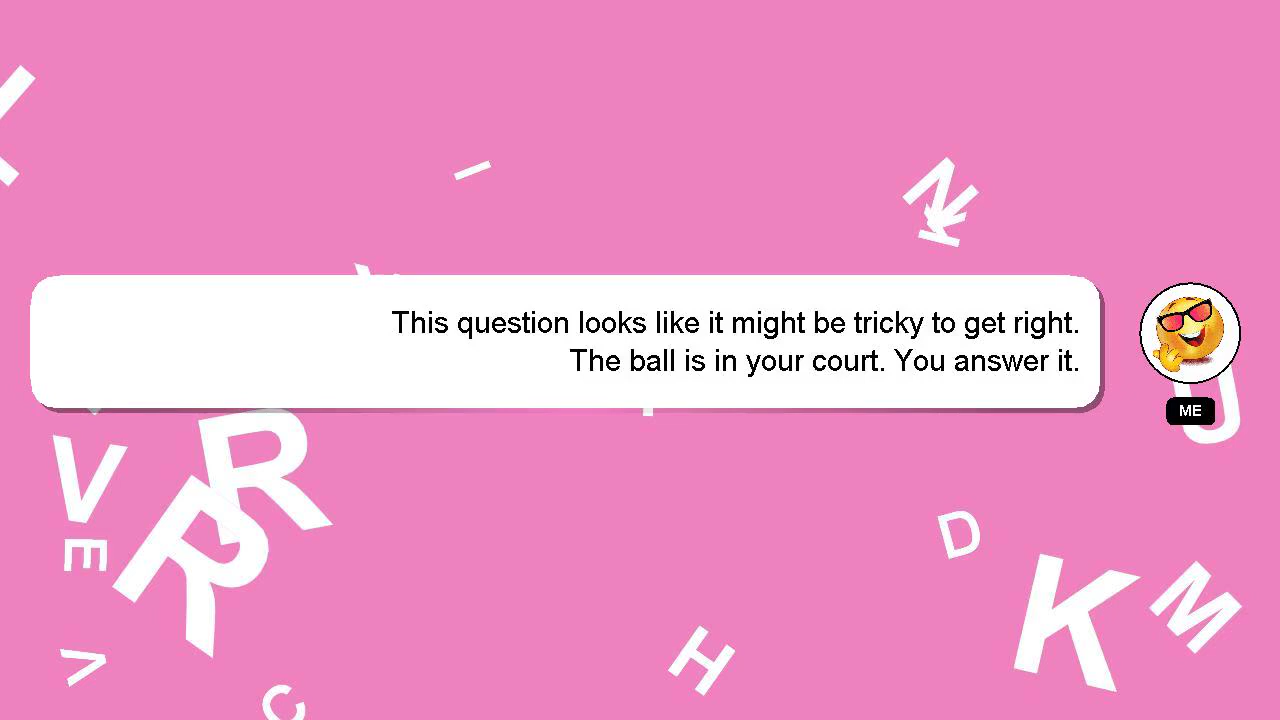 This question looks like it might be tricky to get right.
The ball is in your court. You answer it.
ME
I
N
K
V
R
R
E
V
C
H
D
K
M
U